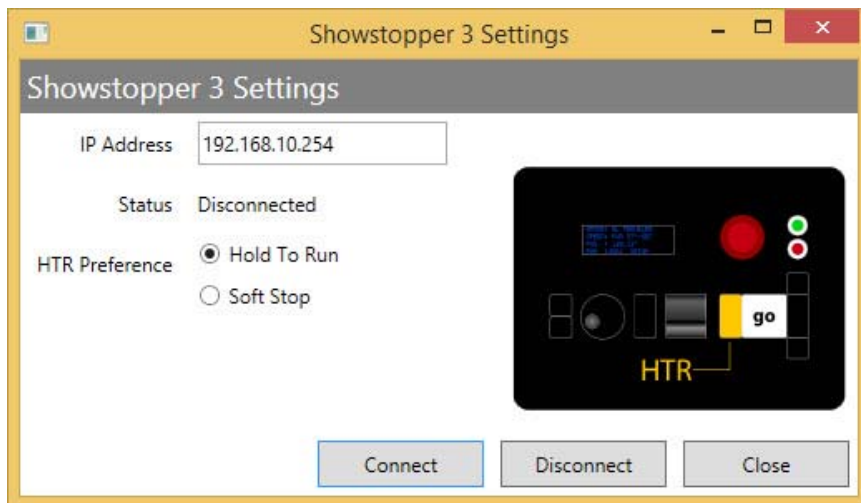 Showstopper 3 Settings
Showstopper 3 Settings
IP Address 192.168.10.254
Status Disconnected
HTR Preference Hold To Run
Soft Stop
go
HTR
Connect Disconnect Close